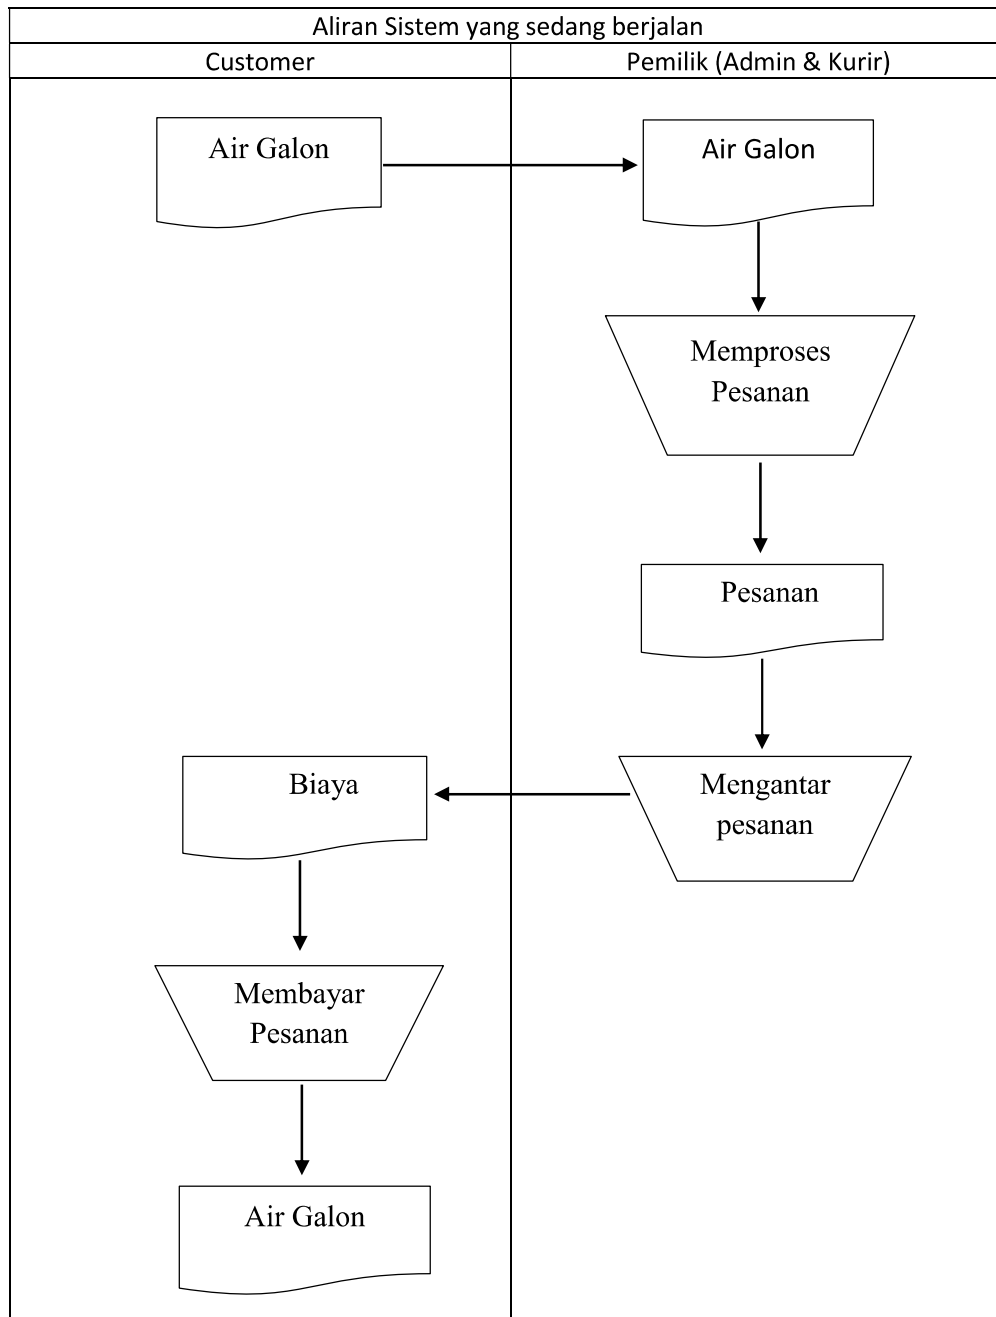 Aliran Sistem yang sedang berjalan
Customer
Pemilik (Admin & Kurir)
Air Galon
Air Galon
Memproses
Pesanan
Pesanan
Mengantar
pesanan
Biaya
Membayar
Pesanan
Air Galon